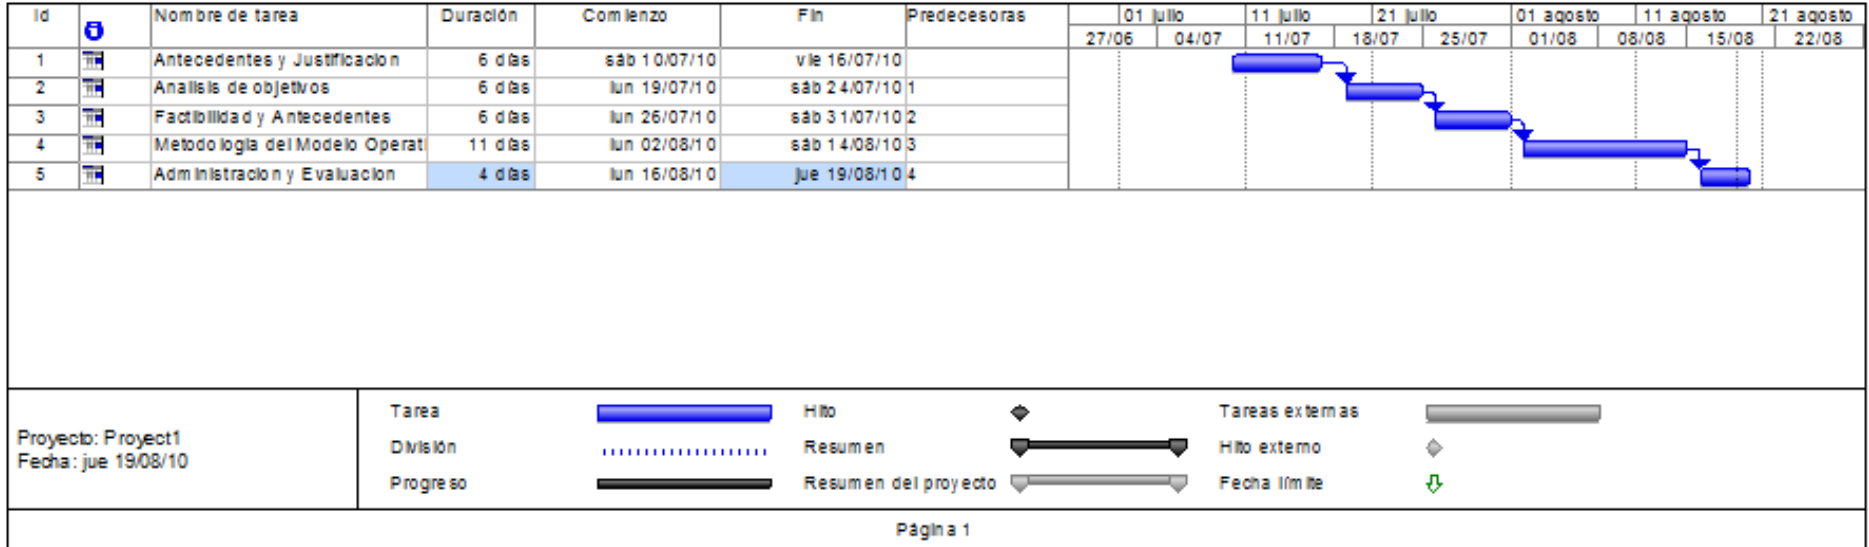 Id Nombre de tarea Duración Comienzo Fin Predecesoras 01 julio 11 julio 21 julio 01 agosto 11 agosto 21 agosto
27/06 04/07 11/07 18/07 25/07 01/08 08/08 15/08 22/08
1 Antecedentes y Justificacion 6 días sáb 10/07/10 vie 16/07/10
2 Analisis de objetivos 6 días lun 19/07/10 sáb 24/07/10 1
3 Factibilidad y Antecedentes 6 días lun 26/07/10 sáb 31/07/10 2
4 Metodologia del Modelo Operati 11 días lun 02/08/10 sáb 14/08/10 3
5 Administracion y Evaluacion 4 días lun 16/08/10 jue 19/08/10 4
Proyecto: Proyect1
Fecha: jue 19/08/10
Tarea Hito Tareas externas
División Resumen Hito externo
Progreso Resumen del proyecto Fecha límite
Página 1